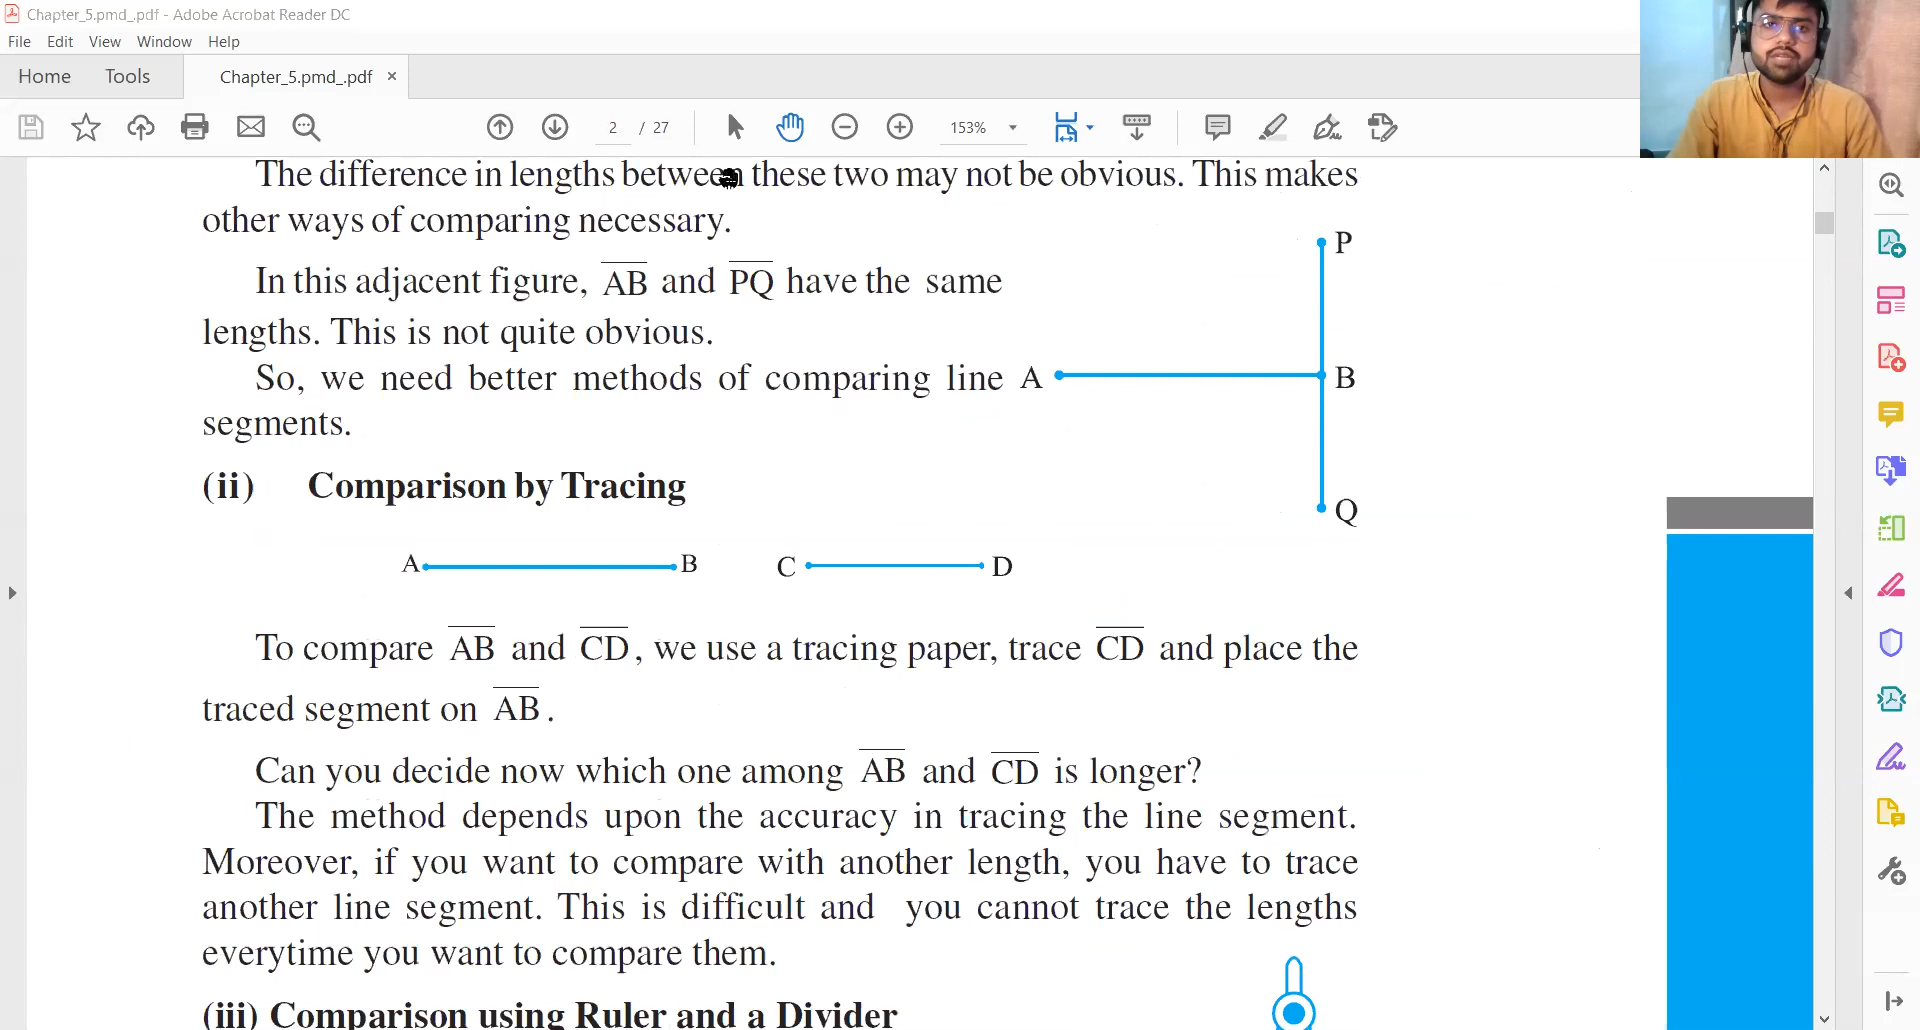 Chapter_5.pmd_.pdf - Adobe Acrobat Reader DC
File Edit View Window Help
Home Tools Chapter_5.pmd_.pdf ×
2 / 27 153%
The difference in lengths between these two may not be obvious. This makes
other ways of comparing necessary.
P
In this adjacent figure, AB and PQ have the same
lengths. This is not quite obvious.
So, we need better methods of comparing line
segments.
A B
Q
(ii) Comparison by Tracing
A B C D
To compare AB and CD, we use a tracing paper, trace CD and place the
traced segment on AB.
Can you decide now which one among AB and CD is longer?
The method depends upon the accuracy in tracing the line segment.
Moreover, if you want to compare with another length, you have to trace
another line segment. This is difficult and you cannot trace the lengths
everytime you want to compare them.
(iii) Comparison using Ruler and a Divider